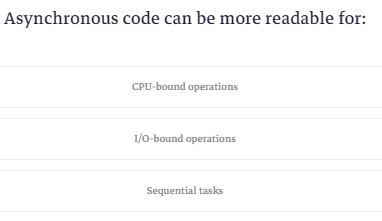 Asynchronous code can be more readable for:
CPU-bound operations
I/O-bound operations
Sequential tasks